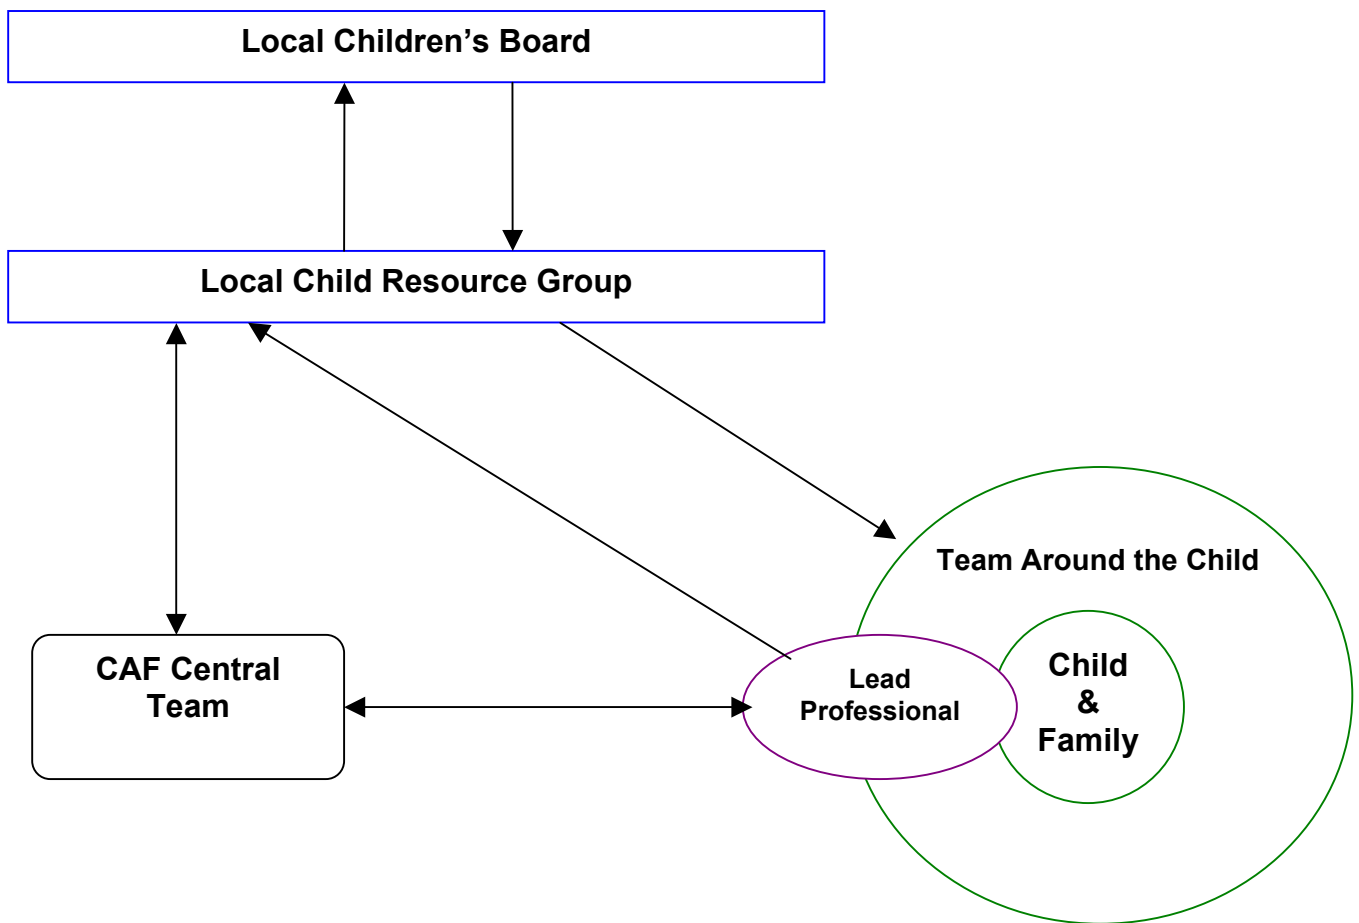 Local Children’s Board
Local Child Resource Group
Team Around the Child
CAF Central
Team
Lead
Professional
Child
&
Family